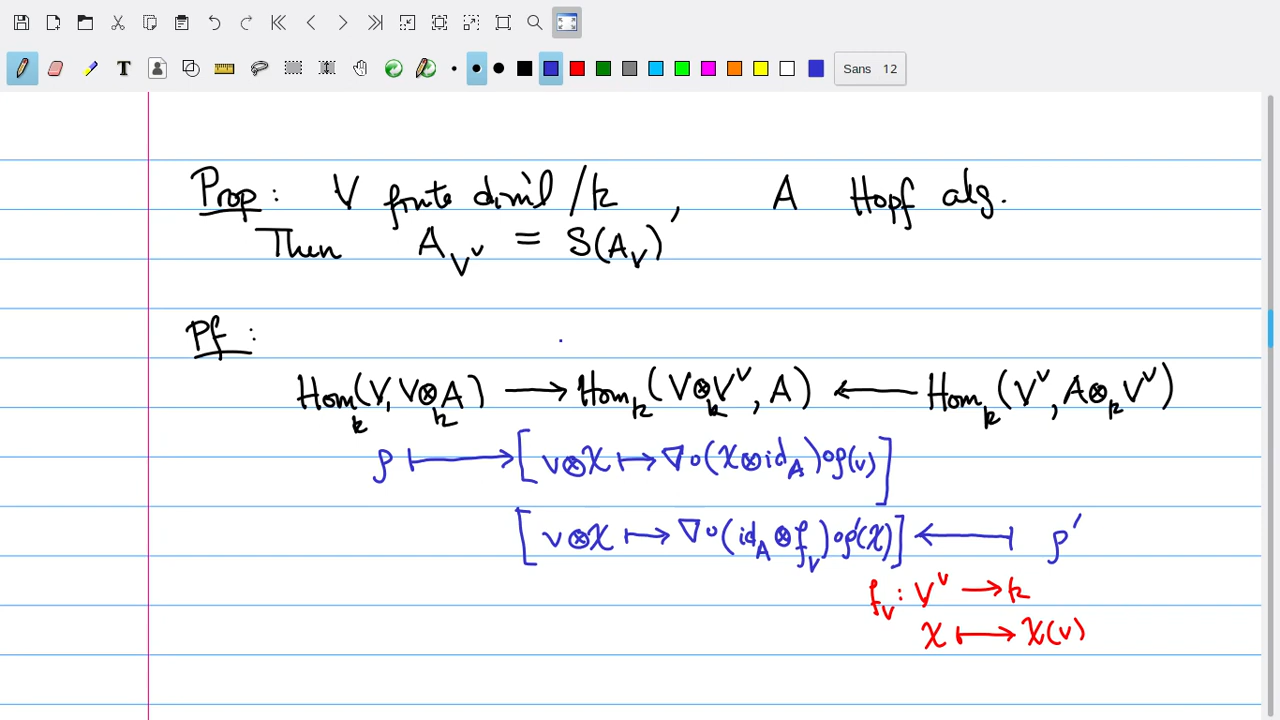 Sans 12
Prop: V finite dim'l /k, A Hopf alg.
Then A_{V^∨} = S(A_V)
Pf:
Hom_k(V, V⊗_k A) ⟶ Hom_k(V⊗_k V^∨, A) ⟵ Hom_k(V^∨, A⊗_k V^∨)
ρ ⟼ [v⊗χ ⟼ ∇∘(χ⊗id_A)∘ρ(v)]
[v⊗χ ⟼ ∇∘(id_A⊗f_v)∘ρ'(χ)] ⟻ ρ'
f_v : V^∨ ⟶ k
χ ⟼ χ(v)